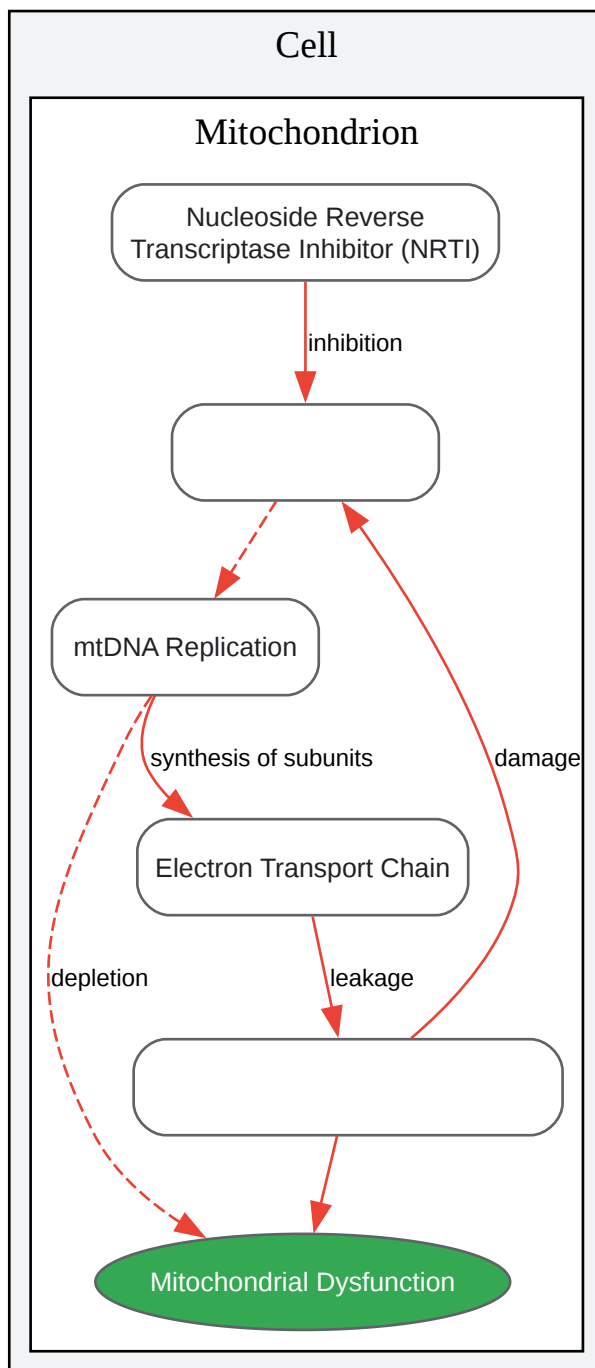 Cell
Mitochondrion
Nucleoside Reverse
Transcriptase Inhibitor (NRTI)
inhibition
mtDNA Replication
synthesis of subunits
damage
Electron Transport Chain
depletion
leakage
Mitochondrial Dysfunction